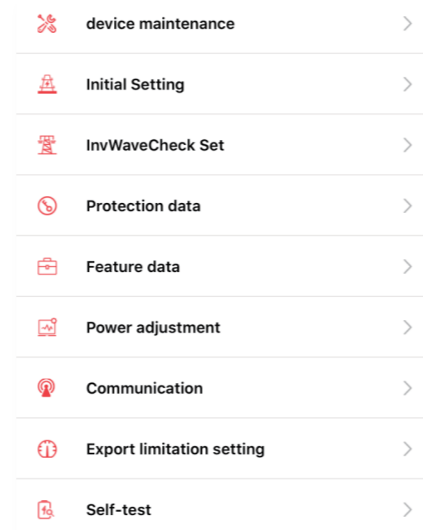 device maintenance
Initial Setting
InvWaveCheck Set
Protection data
Feature data
Power adjustment
Communication
Export limitation setting
Self-test